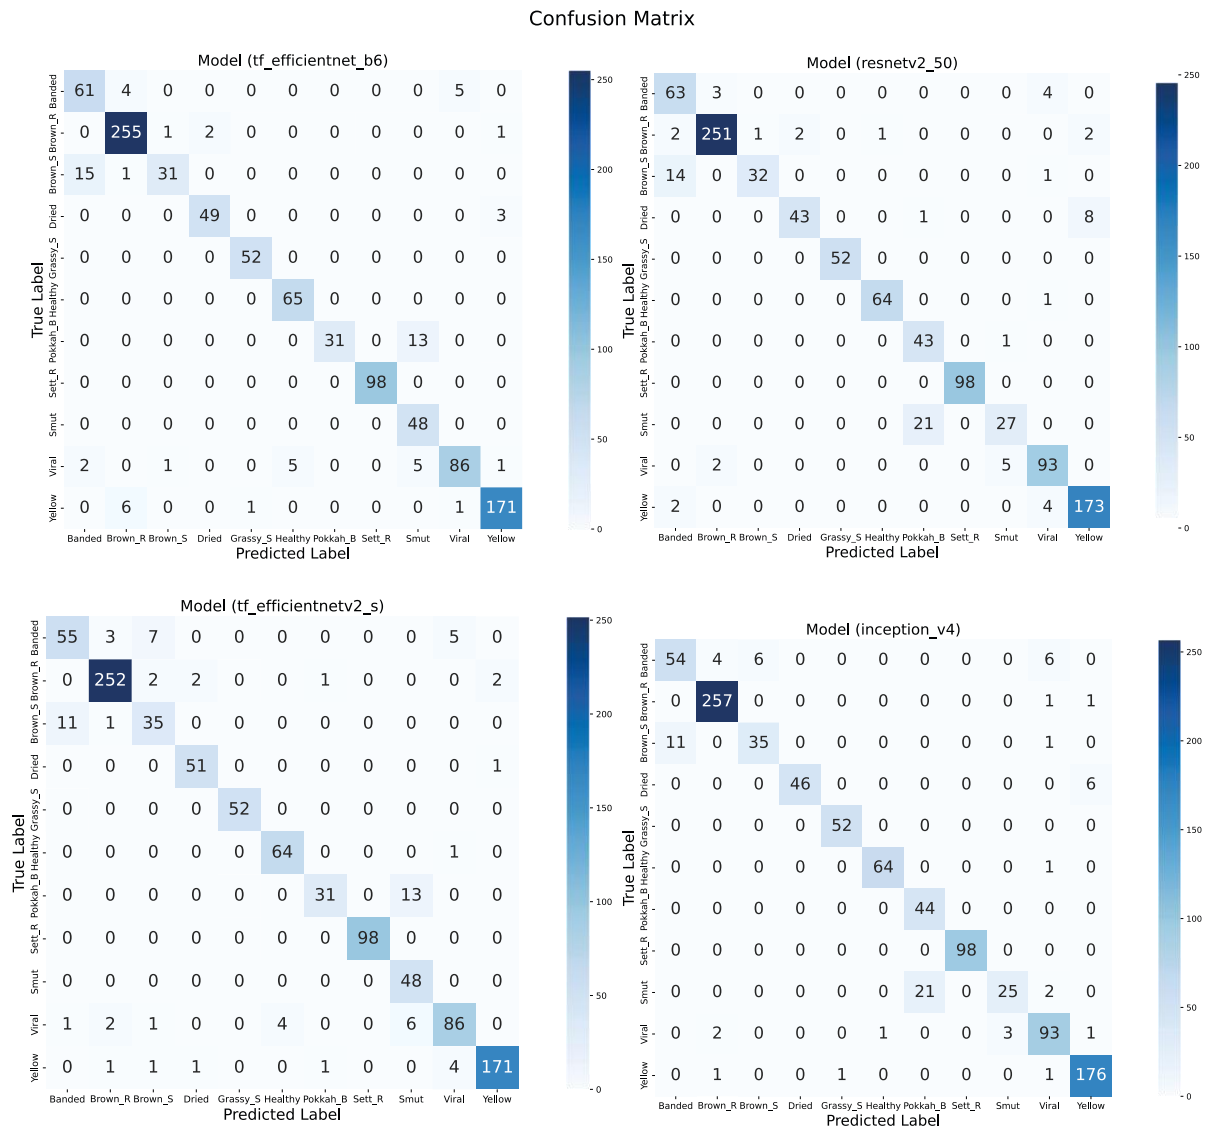 Confusion Matrix
Model (tf_efficientnet_b6)
True Label
Banded 61 4 0 0 0 0 0 0 0 5 0
Brown_R 0 255 1 2 0 0 0 0 0 0 1
Brown_S 15 1 31 0 0 0 0 0 0 0 0
Dried 0 0 0 49 0 0 0 0 0 0 3
Grassy_S 0 0 0 0 52 0 0 0 0 0 0
Healthy 0 0 0 0 0 65 0 0 0 0 0
Pokkah_B 0 0 0 0 0 0 31 0 13 0 0
Sett_R 0 0 0 0 0 0 0 98 0 0 0
Smut 0 0 0 0 0 0 0 0 48 0 0
Viral 2 0 1 0 0 5 0 0 5 86 1
Yellow 0 6 0 0 1 0 0 0 0 1 171
Banded Brown_R Brown_S Dried Grassy_S Healthy Pokkah_B Sett_R Smut Viral Yellow
Predicted Label
250
200
150
100
50
0
Model (resnetv2_50)
True Label
Banded 63 3 0 0 0 0 0 0 0 4 0
Brown_R 2 251 1 2 0 1 0 0 0 0 2
Brown_S 14 0 32 0 0 0 0 0 0 1 0
Dried 0 0 0 43 0 0 1 0 0 0 8
Grassy_S 0 0 0 0 52 0 0 0 0 0 0
Healthy 0 0 0 0 0 64 0 0 0 1 0
Pokkah_B 0 0 0 0 0 0 43 0 1 0 0
Sett_R 0 0 0 0 0 0 0 98 0 0 0
Smut 0 0 0 0 0 0 21 0 27 0 0
Viral 0 2 0 0 0 0 0 0 5 93 0
Yellow 2 0 0 0 0 0 0 0 0 4 173
Banded Brown_R Brown_S Dried Grassy_S Healthy Pokkah_B Sett_R Smut Viral Yellow
Predicted Label
250
200
150
100
50
0
Model (tf_efficientnetv2_s)
True Label
Banded 55 3 7 0 0 0 0 0 0 5 0
Brown_R 0 252 2 2 0 0 1 0 0 0 2
Brown_S 11 1 35 0 0 0 0 0 0 0 0
Dried 0 0 0 51 0 0 0 0 0 0 1
Grassy_S 0 0 0 0 52 0 0 0 0 0 0
Healthy 0 0 0 0 0 64 0 0 0 1 0
Pokkah_B 0 0 0 0 0 0 31 0 13 0 0
Sett_R 0 0 0 0 0 0 0 98 0 0 0
Smut 0 0 0 0 0 0 0 0 48 0 0
Viral 1 2 1 0 0 4 0 0 6 86 0
Yellow 0 1 1 1 0 0 1 0 0 4 171
Banded Brown_R Brown_S Dried Grassy_S Healthy Pokkah_B Sett_R Smut Viral Yellow
Predicted Label
250
200
150
100
50
0
Model (inception_v4)
True Label
Banded 54 4 6 0 0 0 0 0 0 6 0
Brown_R 0 257 0 0 0 0 0 0 0 1 1
Brown_S 11 0 35 0 0 0 0 0 0 1 0
Dried 0 0 0 46 0 0 0 0 0 0 6
Grassy_S 0 0 0 0 52 0 0 0 0 0 0
Healthy 0 0 0 0 0 64 0 0 0 1 0
Pokkah_B 0 0 0 0 0 0 44 0 0 0 0
Sett_R 0 0 0 0 0 0 0 98 0 0 0
Smut 0 0 0 0 0 0 21 0 25 2 0
Viral 0 2 0 0 0 1 0 0 3 93 1
Yellow 0 1 0 0 1 0 0 0 0 1 176
Banded Brown_R Brown_S Dried Grassy_S Healthy Pokkah_B Sett_R Smut Viral Yellow
Predicted Label
250
200
150
100
50
0